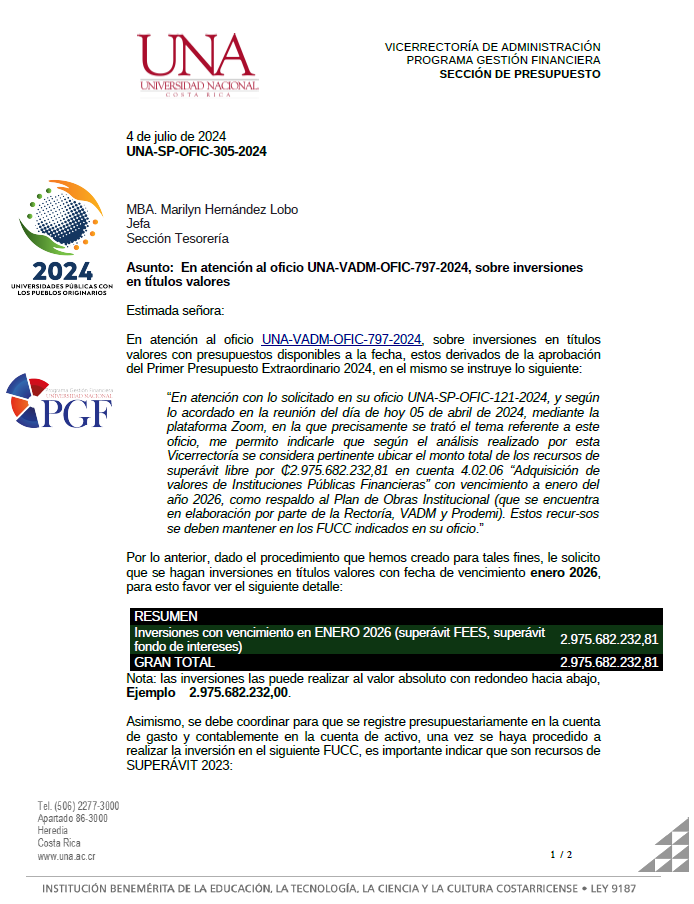 UNA
UNIVERSIDAD NACIONAL
COSTA RICA
VICERRECTORÍA DE ADMINISTRACIÓN
PROGRAMA GESTIÓN FINANCIERA
SECCIÓN DE PRESUPUESTO
4 de julio de 2024
UNA-SP-OFIC-305-2024
MBA. Marilyn Hernández Lobo
Jefa
Sección Tesorería
2024
UNIVERSIDADES PÚBLICAS CON
LOS PUEBLOS ORIGINARIOS
Asunto: En atención al oficio UNA-VADM-OFIC-797-2024, sobre inversiones
en títulos valores
Estimada señora:
En atención al oficio UNA-VADM-OFIC-797-2024, sobre inversiones en títulos
valores con presupuestos disponibles a la fecha, estos derivados de la aprobación
del Primer Presupuesto Extraordinario 2024, en el mismo se instruye lo siguiente:
Programa Gestión Financiera
UNIVERSIDAD NACIONAL
PGF
“En atención con lo solicitado en su oficio UNA-SP-OFIC-121-2024, y según
lo acordado en la reunión del día de hoy 05 de abril de 2024, mediante la
plataforma Zoom, en la que precisamente se trató el tema referente a este
oficio, me permito indicarle que según el análisis realizado por esta
Vicerrectoría se considera pertinente ubicar el monto total de los recursos de
superávit libre por ₡2.975.682.232,81 en cuenta 4.02.06 “Adquisición de
valores de Instituciones Públicas Financieras” con vencimiento a enero del
año 2026, como respaldo al Plan de Obras Institucional (que se encuentra
en elaboración por parte de la Rectoría, VADM y Prodemi). Estos recur-sos
se deben mantener en los FUCC indicados en su oficio.”
Por lo anterior, dado el procedimiento que hemos creado para tales fines, le solicito
que se hagan inversiones en títulos valores con fecha de vencimiento enero 2026,
para esto favor ver el siguiente detalle:
RESUMEN
Inversiones con vencimiento en ENERO 2026 (superávit FEES, superávit
fondo de intereses) 2.975.682.232,81
GRAN TOTAL 2.975.682.232,81
Nota: las inversiones las puede realizar al valor absoluto con redondeo hacia abajo,
Ejemplo 2.975.682.232,00.
Asimismo, se debe coordinar para que se registre presupuestariamente en la cuenta
de gasto y contablemente en la cuenta de activo, una vez se haya procedido a
realizar la inversión en el siguiente FUCC, es importante indicar que son recursos de
SUPERÁVIT 2023:
Tel. (506) 2277-3000
Apartado 86-3000
Heredia
Costa Rica
www.una.ac.cr
1 / 2
INSTITUCIÓN BENEMÉRITA DE LA EDUCACIÓN, LA TECNOLOGÍA, LA CIENCIA Y LA CULTURA COSTARRICENSE • LEY 9187